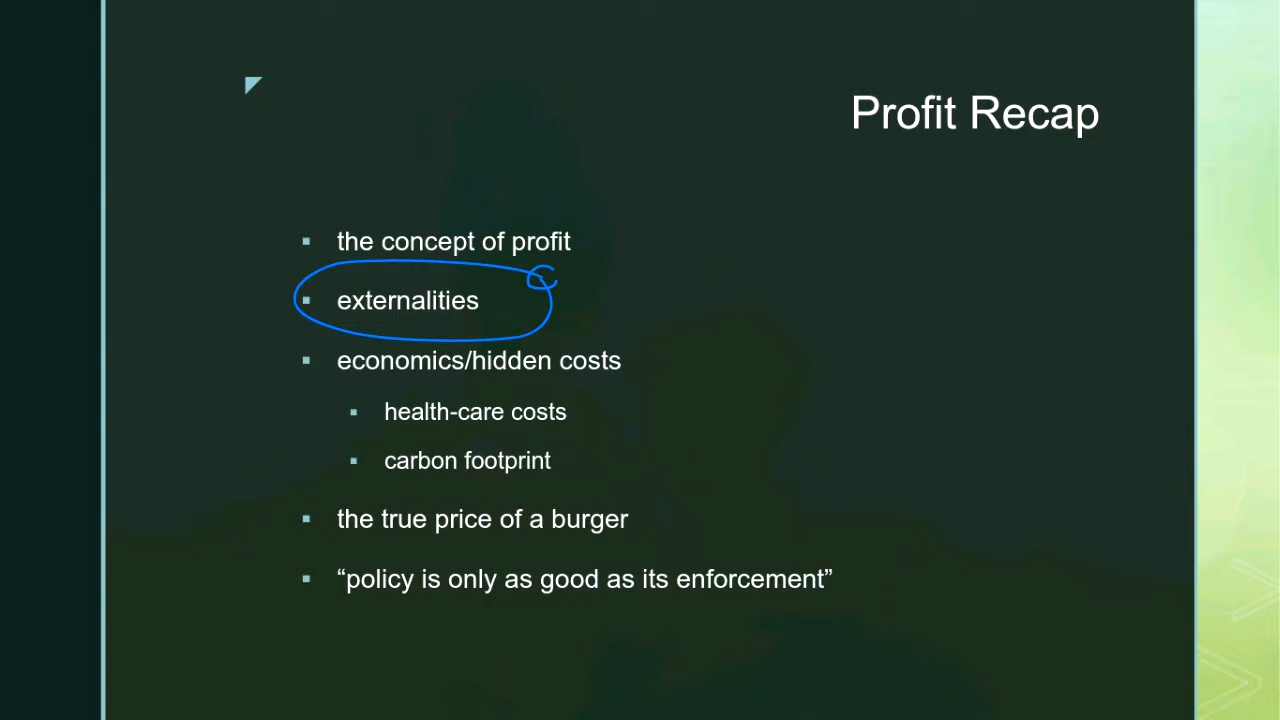 Profit Recap
the concept of profit
externalities
economics/hidden costs
health-care costs
carbon footprint
the true price of a burger
“policy is only as good as its enforcement”